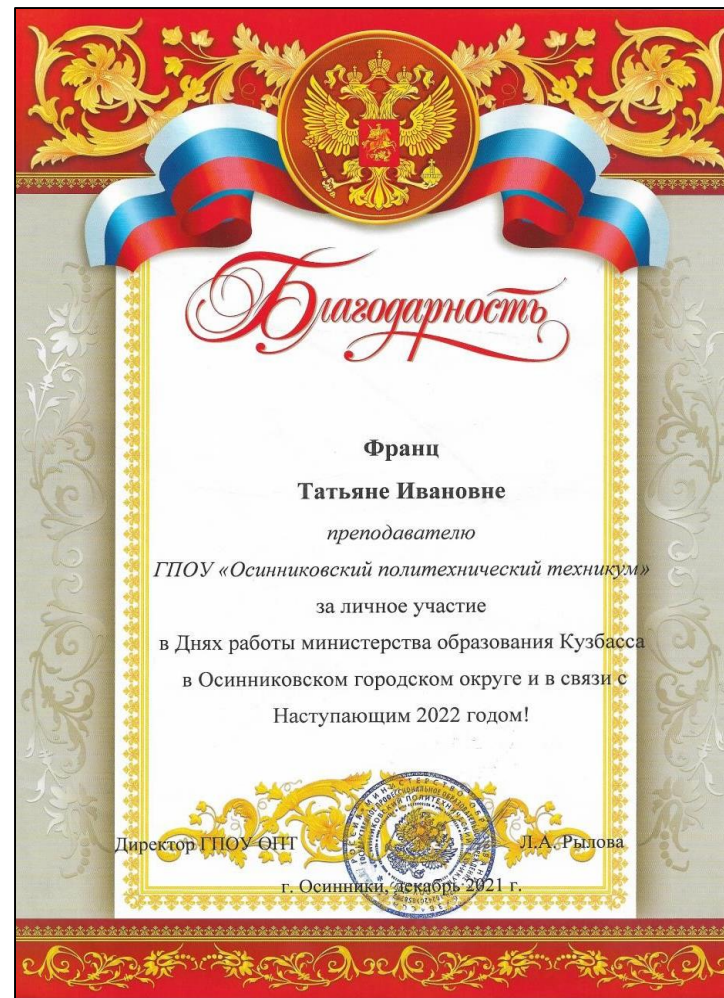 Благодарность
Франц
Татьяне Ивановне
преподавателю
ГПОУ «Осинниковский политехнический техникум»
за личное участие
в Днях работы министерства образования Кузбасса
в Осинниковском городском округе и в связи с
Наступающим 2022 годом!
Директор ГПОУ ОПТ Л.А. Рылова
г. Осинники, декабрь 2021 г.